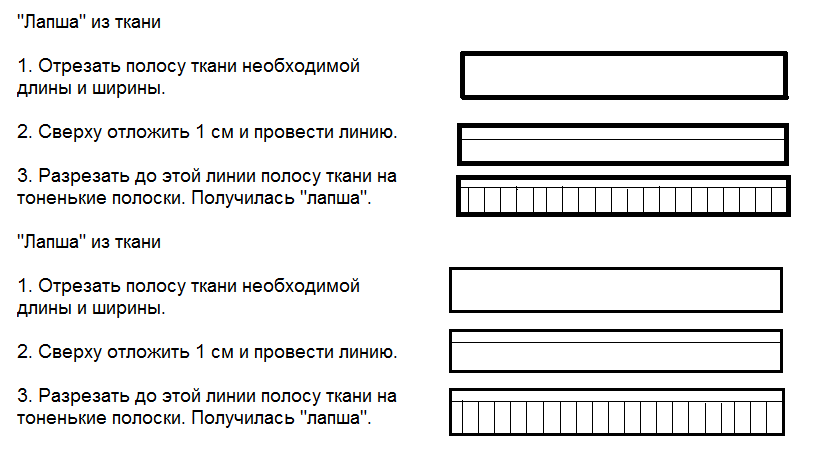 "Лапша" из ткани
1. Отрезать полосу ткани необходимой
длины и ширины.
2. Сверху отложить 1 см и провести линию.
3. Разрезать до этой линии полосу ткани на
тоненькие полоски. Получилась "лапша".
"Лапша" из ткани
1. Отрезать полосу ткани необходимой
длины и ширины.
2. Сверху отложить 1 см и провести линию.
3. Разрезать до этой линии полосу ткани на
тоненькие полоски. Получилась "лапша".